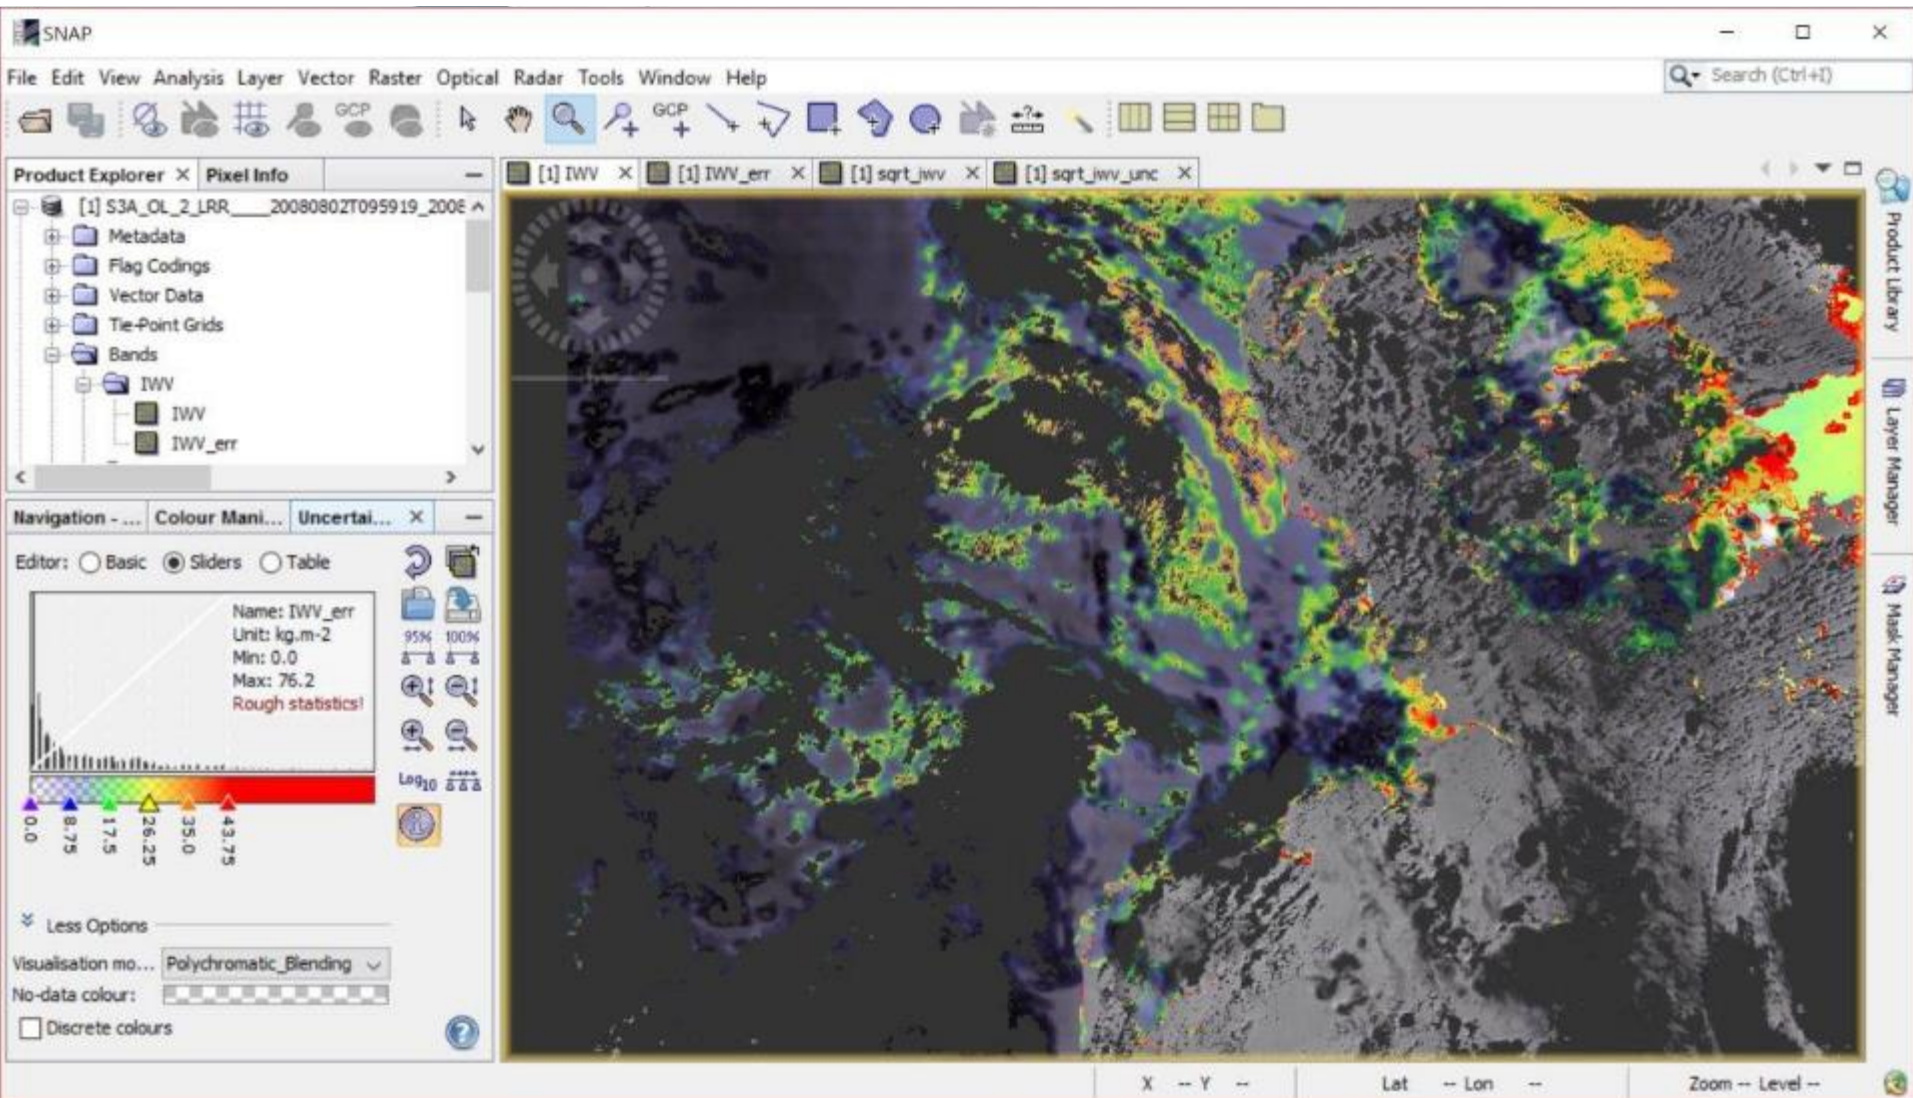 SNAP
File Edit View Analysis Layer Vector Raster Optical Radar Tools Window Help
Search (Ctrl+I)
GCP
GCP
Product Explorer
Pixel Info
[1] IWV
[1] IWV_err
[1] sqrt_iwv
[1] sqrt_iwv_unc
[1] S3A_OL_2_LRR____20080802T095919_2008
Metadata
Flag Codings
Vector Data
Tie-Point Grids
Bands
IWV
IWV
IWV_err
Product Library
Layer Manager
Mask Manager
Navigation - ...
Colour Mani...
Uncertai...
Editor: Basic Sliders Table
Name: IWV_err
Unit: kg.m-2
Min: 0.0
Max: 76.2
Rough statistics!
95% 100%
Log10
0.0 8.75 17.5 26.25 35.0 43.75
Less Options
Visualisation mo... Polychromatic_Blending
No-data colour:
Discrete colours
X -- Y --
Lat -- Lon --
Zoom -- Level --